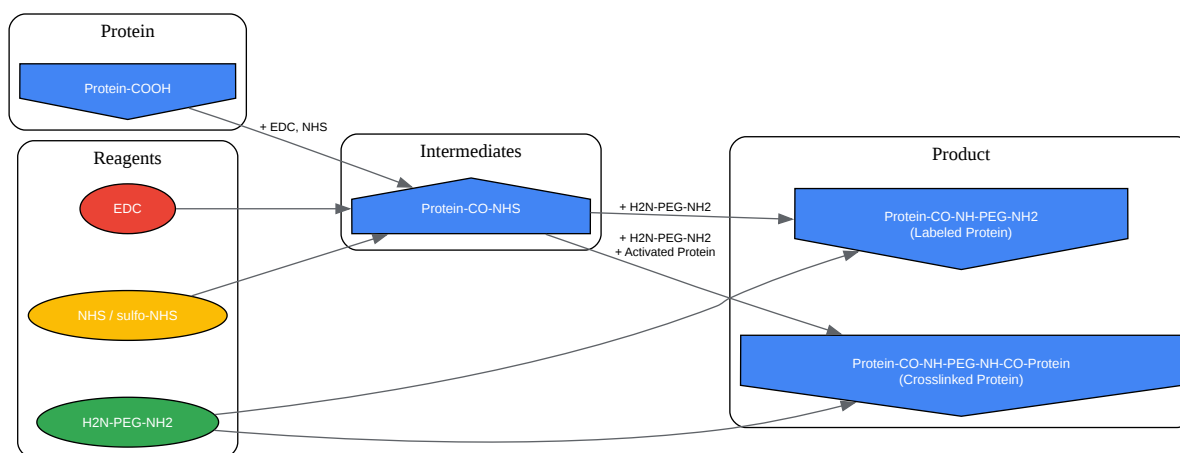 Protein
Protein-COOH
+ EDC, NHS
Reagents
EDC
NHS / sulfo-NHS
H2N-PEG-NH2
Intermediates
Protein-CO-NHS
+ H2N-PEG-NH2
+ H2N-PEG-NH2
+ Activated Protein
Product
Protein-CO-NH-PEG-NH2
(Labeled Protein)
Protein-CO-NH-PEG-NH-CO-Protein
(Crosslinked Protein)